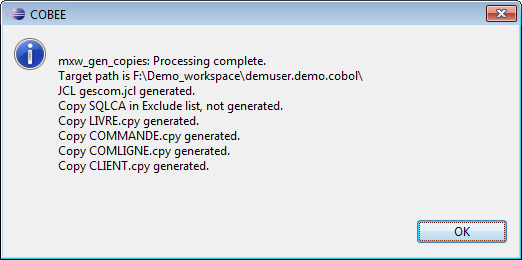 COBEE
mxw_gen_copies: Processing complete.
Target path is F:\Demo_workspace\demuser.demo.cobol\
JCL gescom.jcl generated.
Copy SQLCA in Exclude list, not generated.
Copy LIVRE.cpy generated.
Copy COMMANDE.cpy generated.
Copy COMLIGNE.cpy generated.
Copy CLIENT.cpy generated.
OK